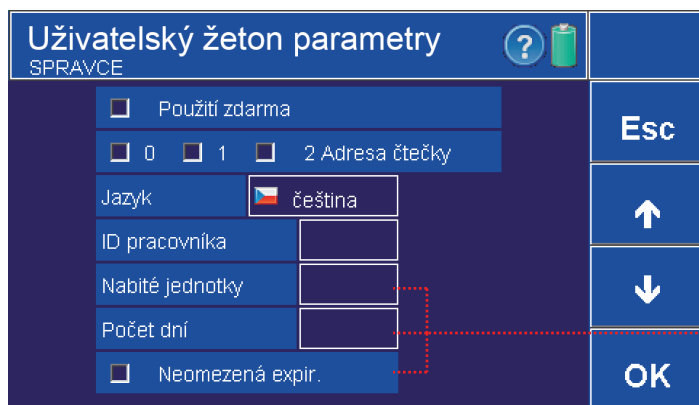 Uživatelský žeton parametry
SPRAVCE
Použití zdarma
0 1 2 Adresa čtečky
Jazyk čeština
ID pracovníka
Nabité jednotky
Počet dní
Neomezená expir.
?
Esc
OK